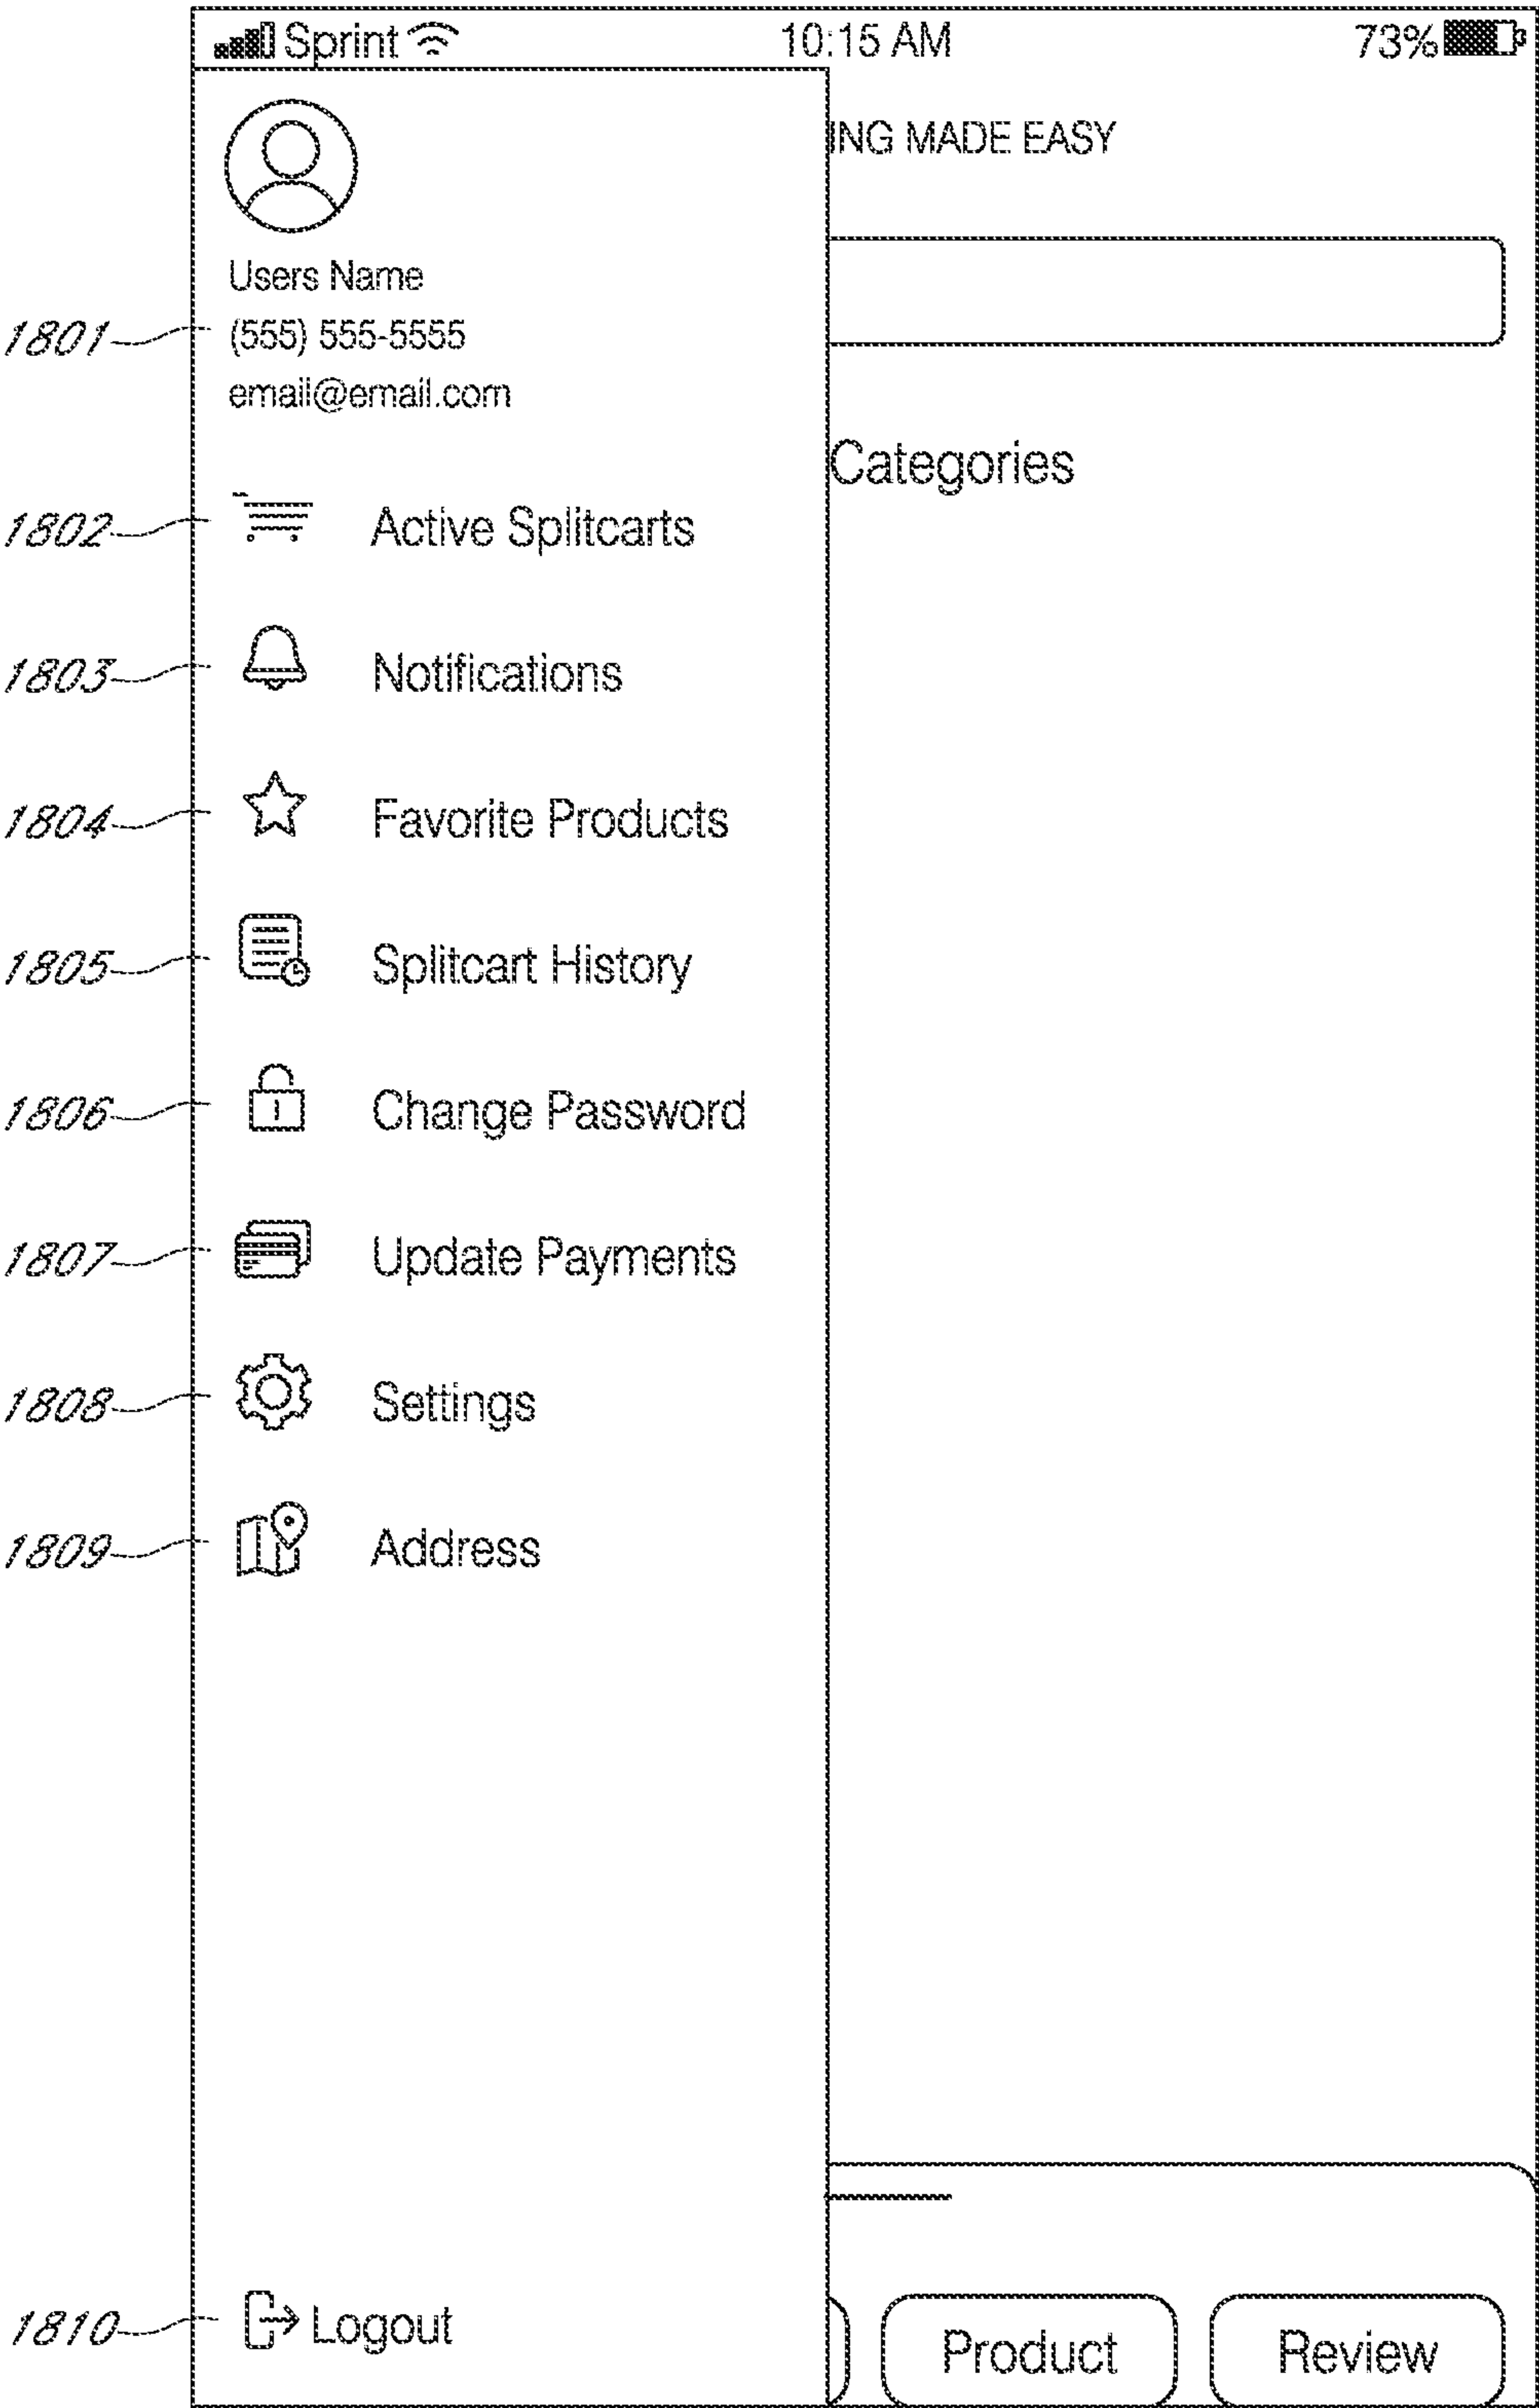 Sprint 10:15 AM 73%
ING MADE EASY
Users Name
1801 (555) 555-5555
email@email.com
Categories
1802 Active Splitcarts
1803 Notifications
1804 Favorite Products
1805 Splitcart History
1806 Change Password
1807 Update Payments
1808 Settings
1809 Address
1810 Logout
Product Review